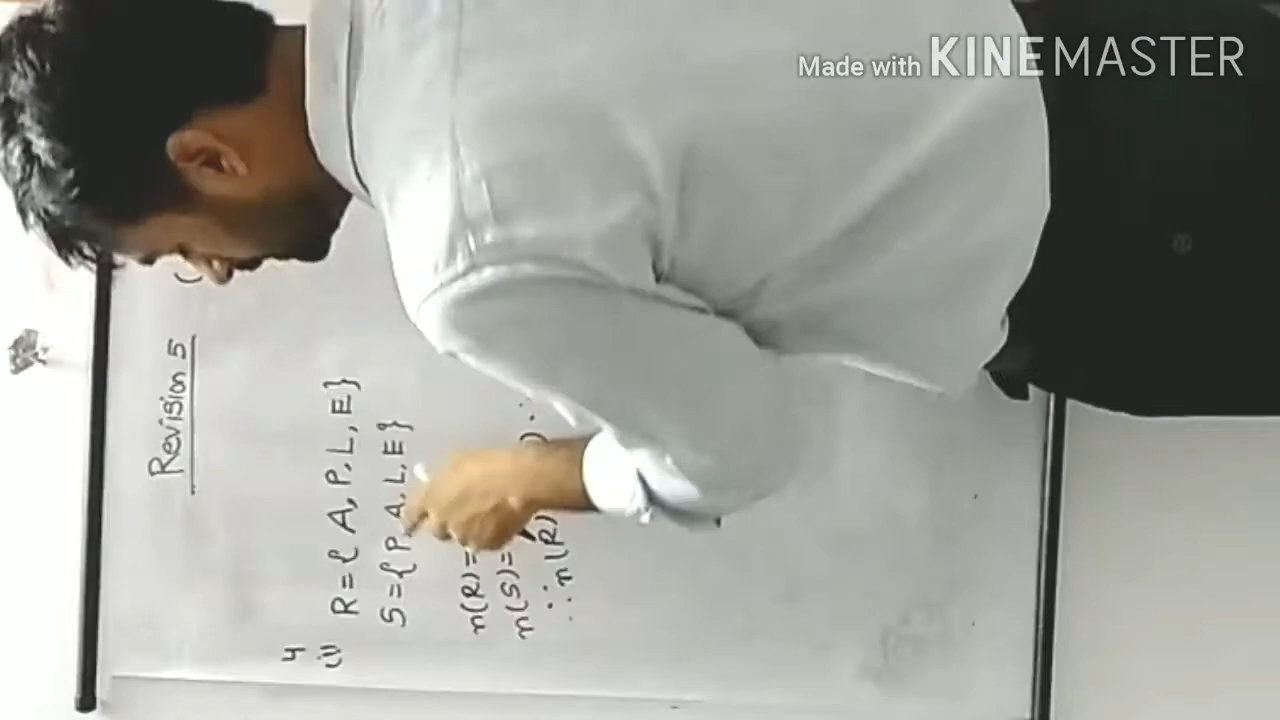 Made with KINEMASTER
Revision 5
4
(i) R={A,P,L,E}
S={P,A,L,E}
n(R)=
n(S)=
∴n(R)